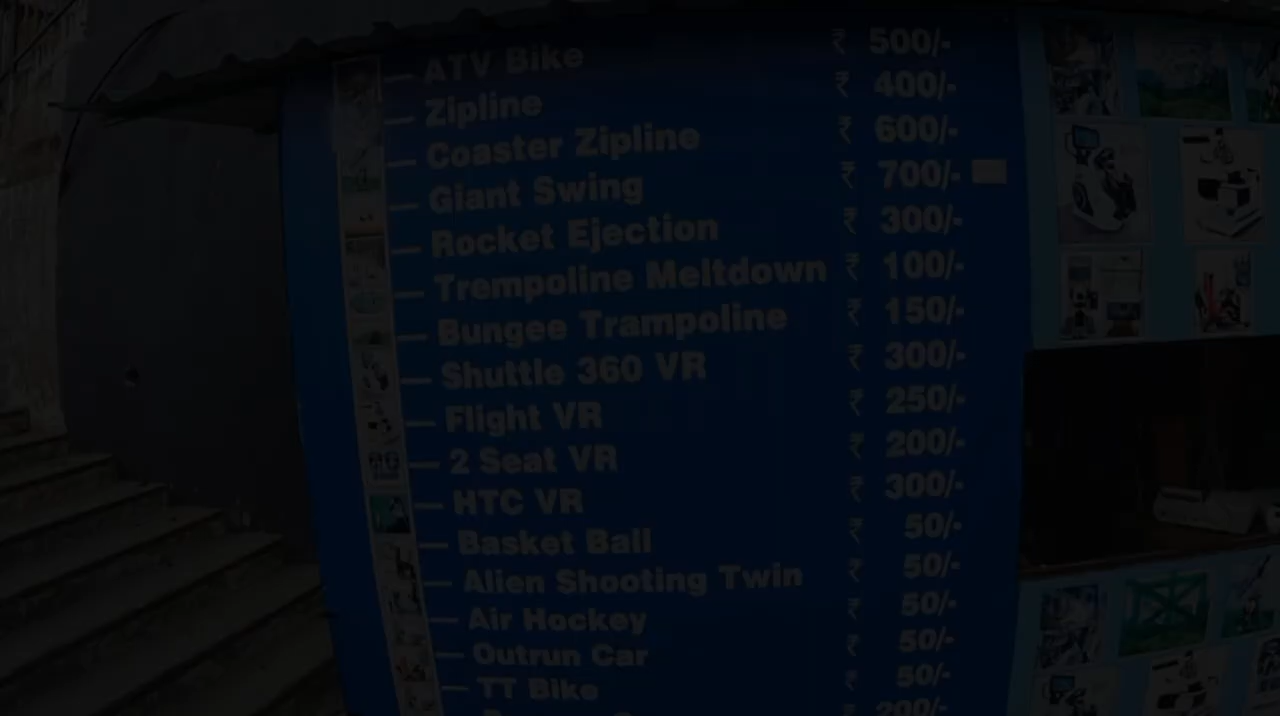 — ATV Bike ₹ 500/-
— Zipline ₹ 400/-
— Coaster Zipline ₹ 600/-
— Giant Swing ₹ 700/-
— Rocket Ejection ₹ 300/-
— Trempoline Meltdown ₹ 100/-
— Bungee Trampoline ₹ 150/-
— Shuttle 360 VR ₹ 300/-
— Flight VR ₹ 250/-
— 2 Seat VR ₹ 200/-
— HTC VR ₹ 300/-
— Basket Ball ₹ 50/-
— Alien Shooting Twin ₹ 50/-
— Air Hockey ₹ 50/-
— Outrun Car ₹ 50/-
— TT Bike ₹ 50/-
200/-